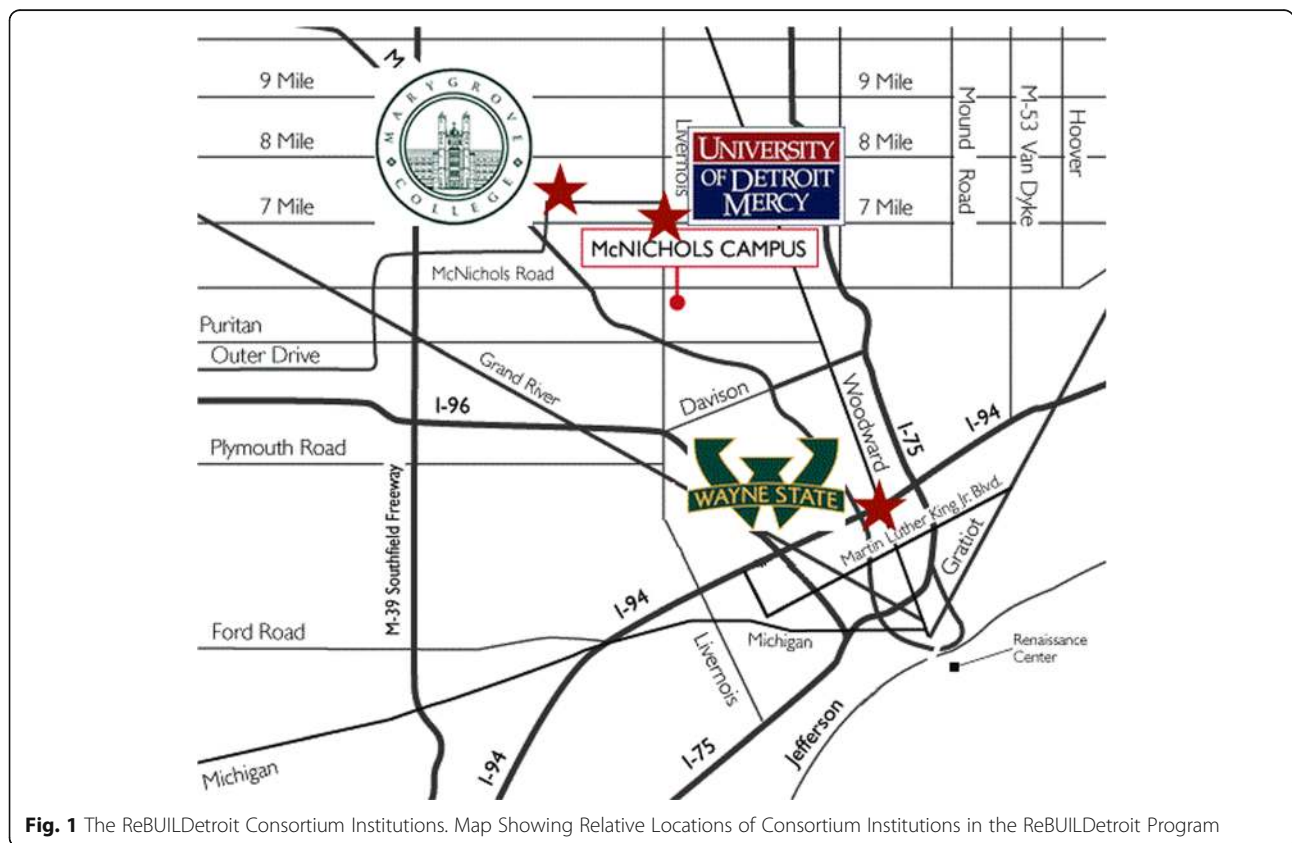 M
9 Mile
9 Mile
Mound Road
M-53 Van Dyke
Hoover
MARYGROVE COLLEGE
Livernois
UNIVERSITY
OF DETROIT
MERCY
8 Mile
8 Mile
7 Mile
7 Mile
McNICHOLS CAMPUS
McNichols Road
Puritan
Outer Drive
Grand River
Davison
Woodward
I-96
I-75
I-94
Plymouth Road
WAYNE STATE
M-39 Southfield Freeway
Martin Luther King Jr. Blvd.
Gratiot
I-94
Ford Road
Michigan
Livernois
Renaissance
Center
Jefferson
I-75
I-94
Michigan
Fig. 1 The ReBUILDetroit Consortium Institutions. Map Showing Relative Locations of Consortium Institutions in the ReBUILDetroit Program